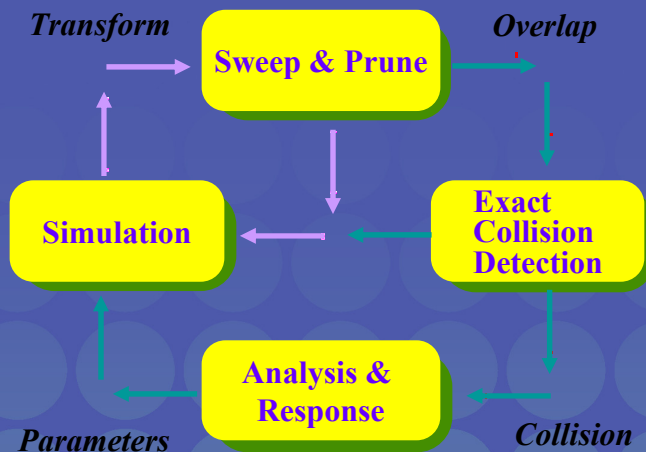 Transform
Overlap
Sweep & Prune
Simulation
Exact
Collision
Detection
Analysis &
Response
Parameters
Collision